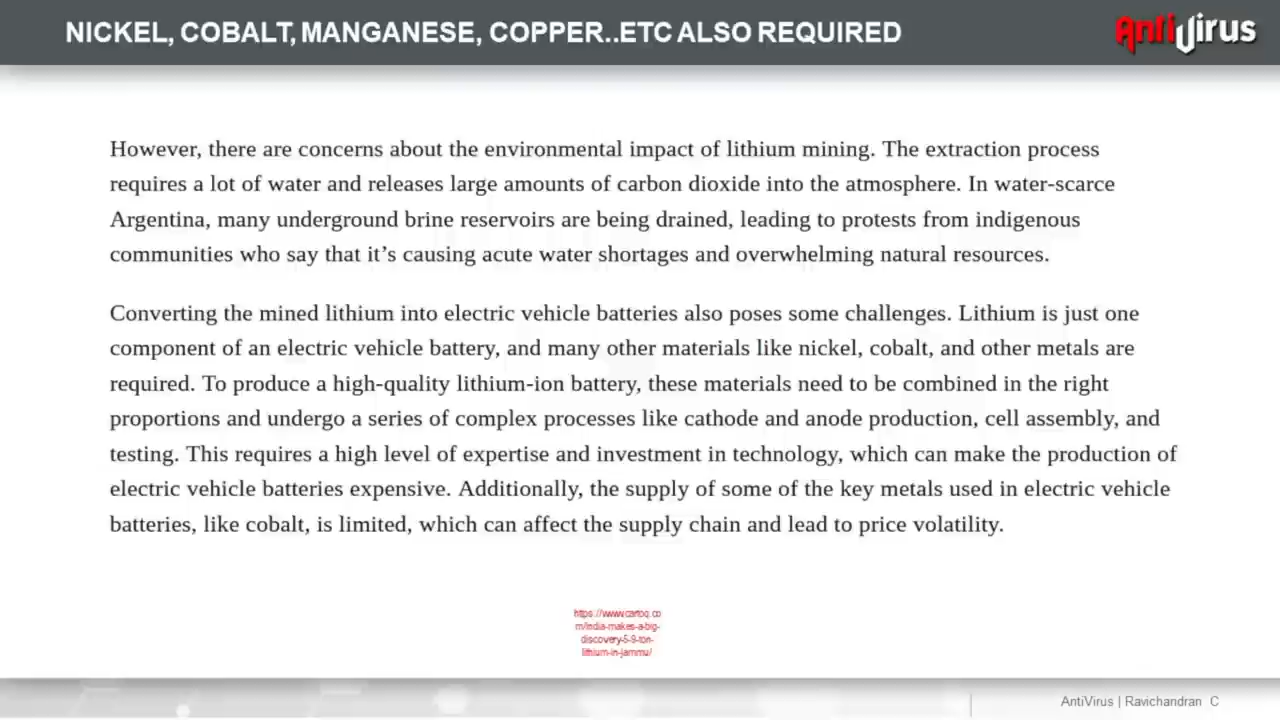 NICKEL, COBALT, MANGANESE, COPPER..ETC ALSO REQUIRED
AntiVirus
However, there are concerns about the environmental impact of lithium mining. The extraction process
requires a lot of water and releases large amounts of carbon dioxide into the atmosphere. In water-scarce
Argentina, many underground brine reservoirs are being drained, leading to protests from indigenous
communities who say that it’s causing acute water shortages and overwhelming natural resources.
Converting the mined lithium into electric vehicle batteries also poses some challenges. Lithium is just one
component of an electric vehicle battery, and many other materials like nickel, cobalt, and other metals are
required. To produce a high-quality lithium-ion battery, these materials need to be combined in the right
proportions and undergo a series of complex processes like cathode and anode production, cell assembly, and
testing. This requires a high level of expertise and investment in technology, which can make the production of
electric vehicle batteries expensive. Additionally, the supply of some of the key metals used in electric vehicle
batteries, like cobalt, is limited, which can affect the supply chain and lead to price volatility.
https://www.cartoq.co
m/india-makes-a-big-
discovery-5-9-ton-
lithium-in-jammu/
AntiVirus | Ravichandran C